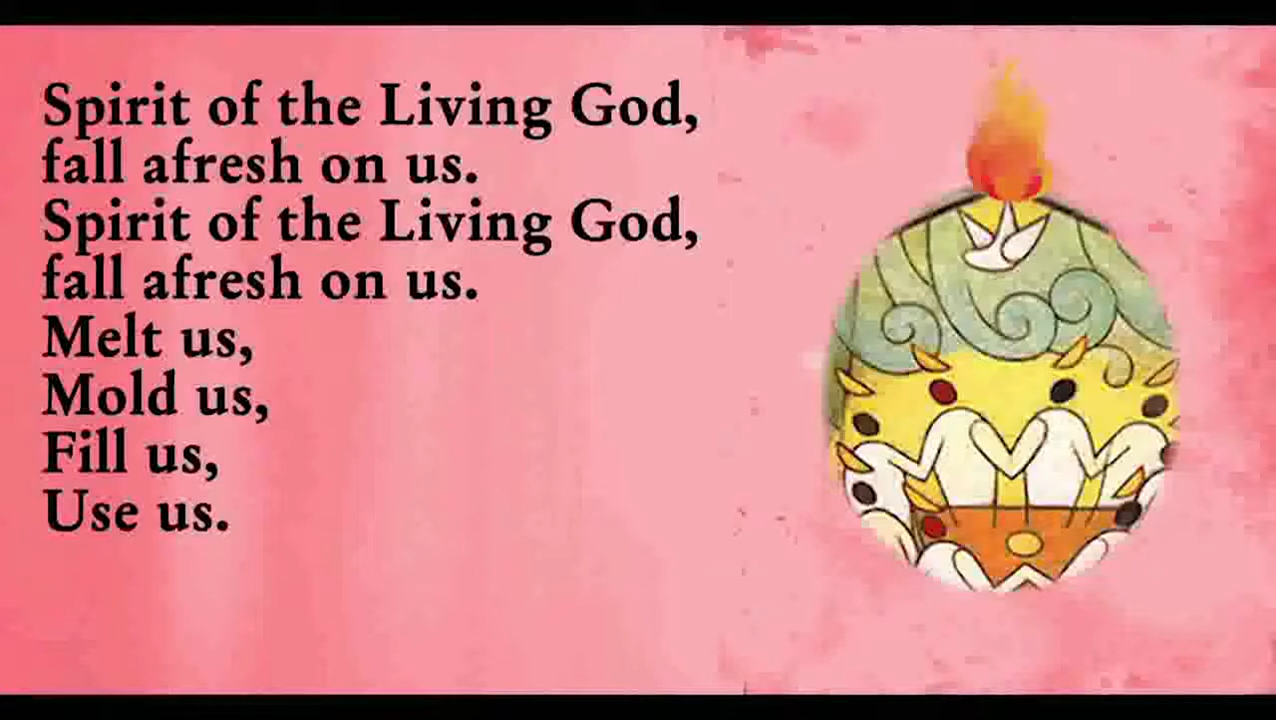 Spirit of the Living God,
fall afresh on us.
Spirit of the Living God,
fall afresh on us.
Melt us,
Mold us,
Fill us,
Use us.